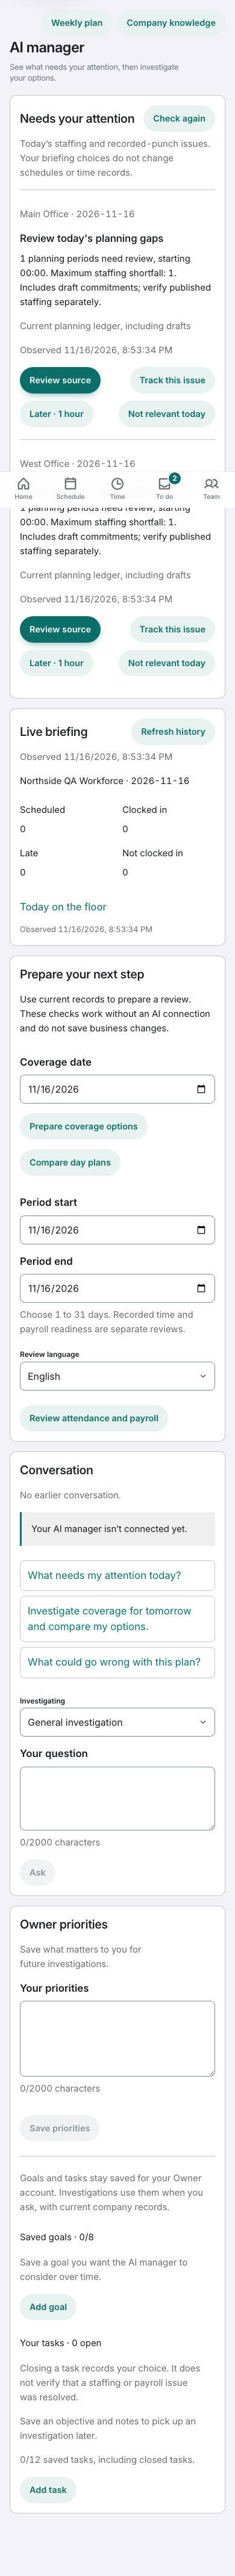 Weekly plan
Company knowledge
AI manager
See what needs your attention, then investigate
your options.
Needs your attention
Check again
Today's staffing and recorded-punch issues.
Your briefing choices do not change
schedules or time records.
Main Office · 2026-11-16
Review today's planning gaps
1 planning periods need review, starting
00:00. Maximum staffing shortfall: 1.
Includes draft commitments; verify published
staffing separately.
Current planning ledger, including drafts
Observed 11/16/2026, 8:53:34 PM
Review source
Track this issue
Later · 1 hour
Not relevant today
West Office · 2026-11-16
2
Home
Schedule
Time
To do
Team
1 planning periods need review, starting
00:00. Maximum staffing shortfall: 1.
Includes draft commitments; verify published
staffing separately.
Current planning ledger, including drafts
Observed 11/16/2026, 8:53:34 PM
Review source
Track this issue
Later · 1 hour
Not relevant today
Live briefing
Refresh history
Observed 11/16/2026, 8:53:34 PM
Northside QA Workforce · 2026-11-16
Scheduled
Clocked in
0
0
Late
Not clocked in
0
0
Today on the floor
Observed 11/16/2026, 8:53:34 PM
Prepare your next step
Use current records to prepare a review.
These checks work without an AI connection
and do not save business changes.
Coverage date
11/16/2026
Prepare coverage options
Compare day plans
Period start
11/16/2026
Period end
11/16/2026
Choose 1 to 31 days. Recorded time and
payroll readiness are separate reviews.
Review language
English
Review attendance and payroll
Conversation
No earlier conversation.
Your AI manager isn't connected yet.
What needs my attention today?
Investigate coverage for tomorrow
and compare my options.
What could go wrong with this plan?
Investigating
General investigation
Your question
0/2000 characters
Ask
Owner priorities
Save what matters to you for
future investigations.
Your priorities
0/2000 characters
Save priorities
Goals and tasks stay saved for your Owner
account. Investigations use them when you
ask, with current company records.
Saved goals · 0/8
Save a goal you want the AI manager to
consider over time.
Add goal
Your tasks · 0 open
Closing a task records your choice. It does
not verify that a staffing or payroll issue
was resolved.
Save an objective and notes to pick up an
investigation later.
0/12 saved tasks, including closed tasks.
Add task